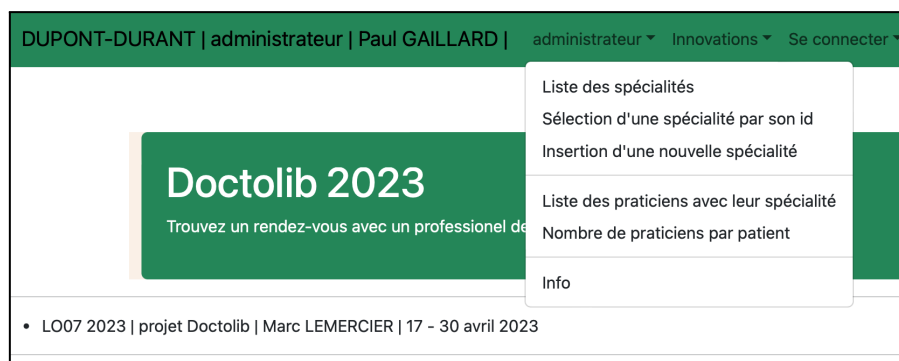 DUPONT-DURANT | administrateur | Paul GAILLARD | administrateur Innovations Se connecter
Liste des spécialités
Sélection d'une spécialité par son id
Insertion d'une nouvelle spécialité
Liste des praticiens avec leur spécialité
Nombre de praticiens par patient
Info
Doctolib 2023
Trouvez un rendez-vous avec un professionel de
• LO07 2023 | projet Doctolib | Marc LEMERCIER | 17 - 30 avril 2023